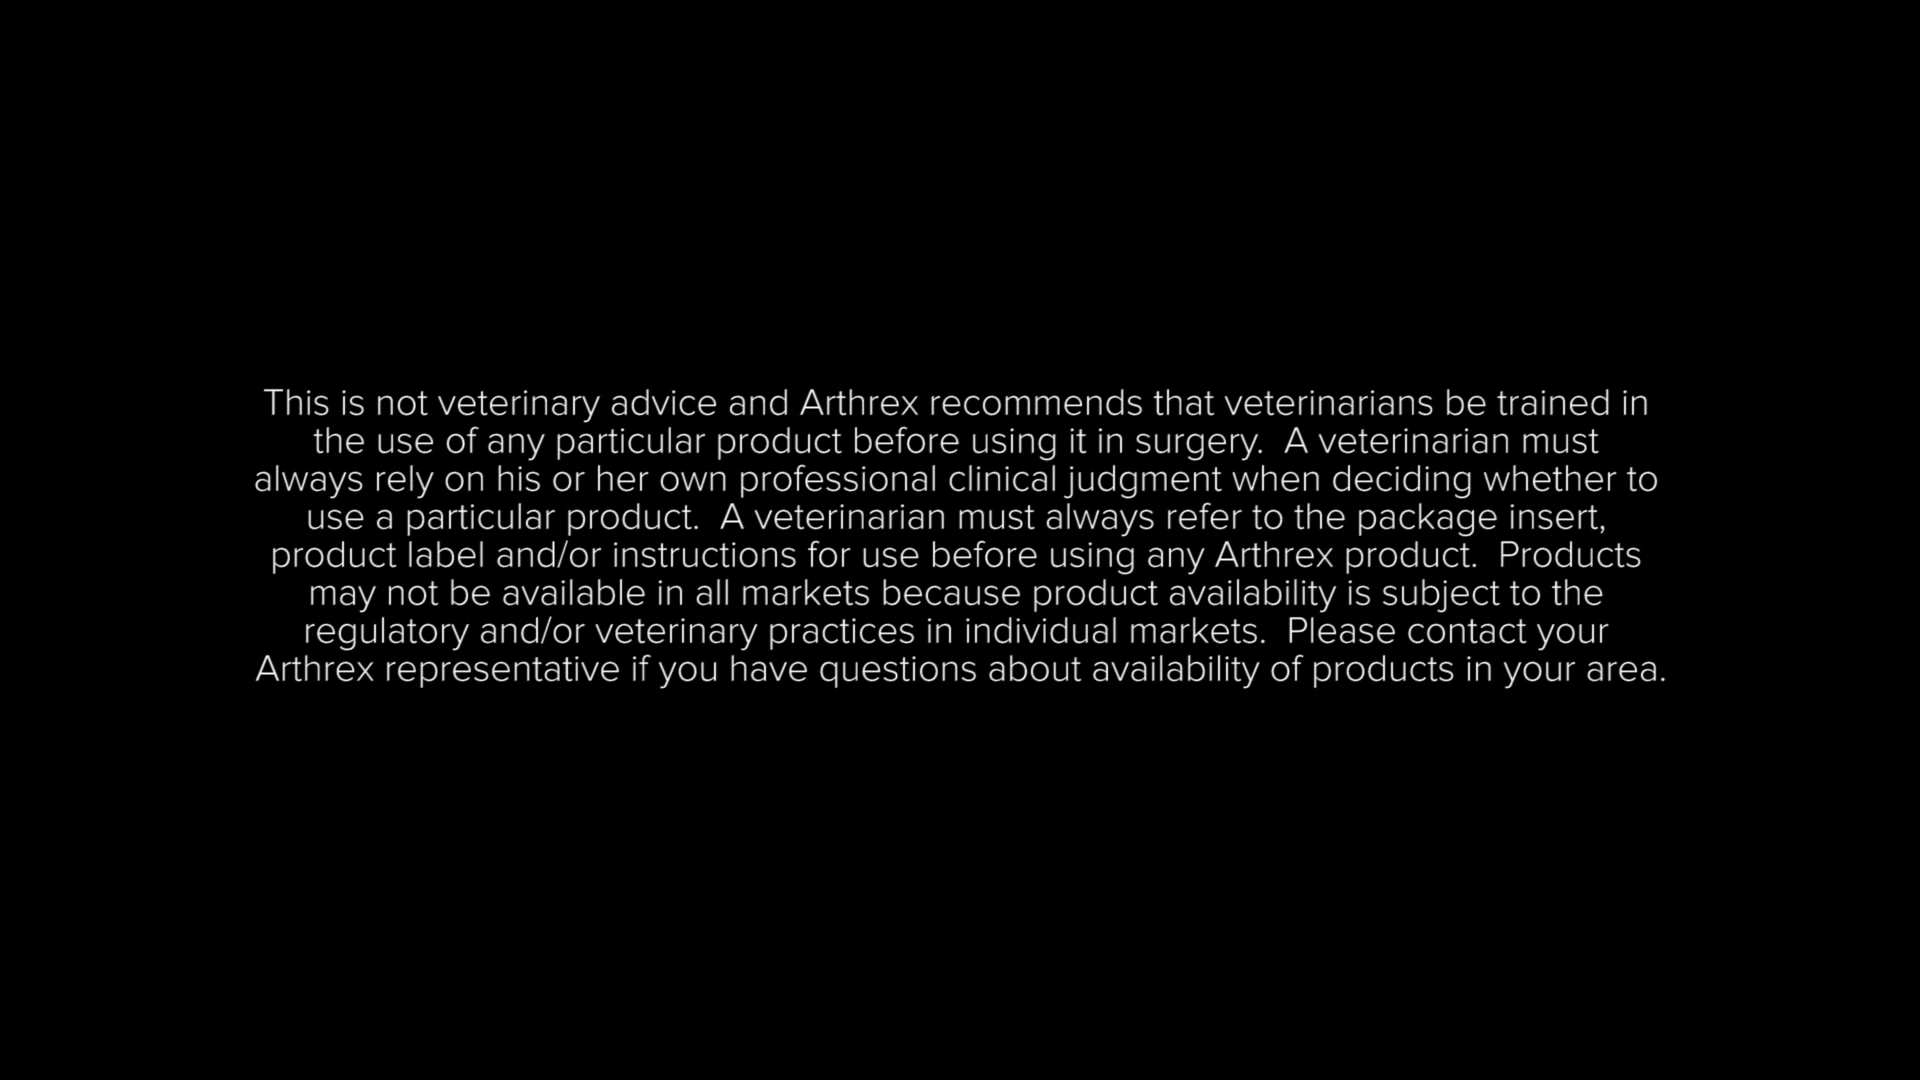 This is not veterinary advice and Arthrex recommends that veterinarians be trained in
the use of any particular product before using it in surgery.  A veterinarian must
always rely on his or her own professional clinical judgment when deciding whether to
use a particular product.  A veterinarian must always refer to the package insert,
product label and/or instructions for use before using any Arthrex product.  Products
may not be available in all markets because product availability is subject to the
regulatory and/or veterinary practices in individual markets.  Please contact your
Arthrex representative if you have questions about availability of products in your area.